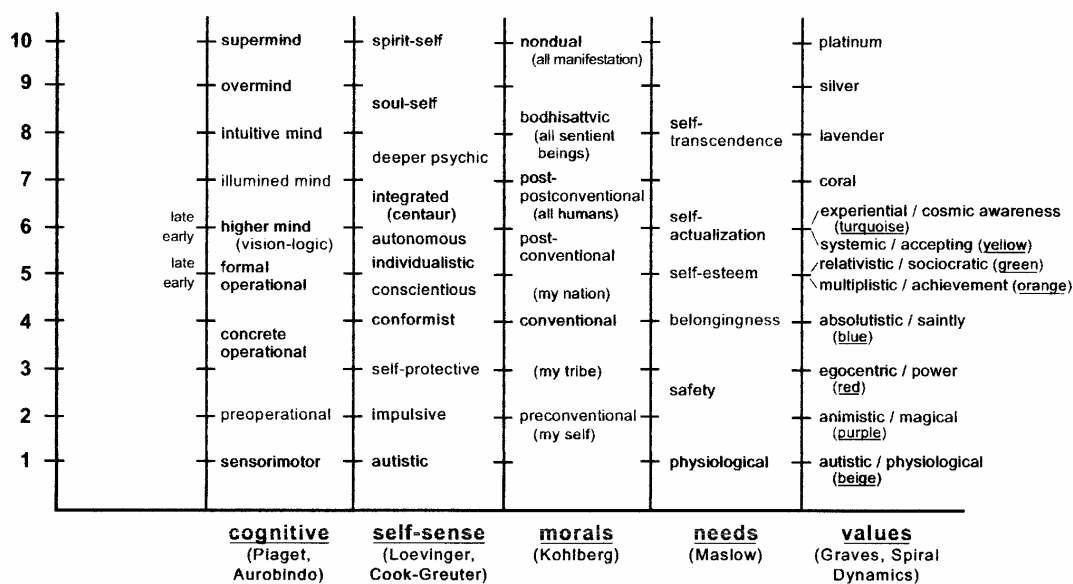 10
9
8
7
6
5
4
3
2
1
late
early
late
early
supermind
overmind
intuitive mind
illumined mind
higher mind
(vision-logic)
formal
operational
concrete
operational
preoperational
sensorimotor
cognitive
(Piaget,
Aurobindo)
spirit-self
soul-self
deeper psychic
integrated
(centaur)
autonomous
individualistic
conscientious
conformist
self-protective
impulsive
autistic
self-sense
(Loevinger,
Cook-Greuter)
nondual
(all manifestation)
bodhisattvic
(all sentient
beings)
post-
postconventional
(all humans)
post-
conventional
(my nation)
conventional
(my tribe)
preconventional
(my self)
morals
(Kohlberg)
self-
transcendence
self-
actualization
self-esteem
belongingness
safety
physiological
needs
(Maslow)
platinum
silver
lavender
coral
experiential / cosmic awareness
(turquoise)
systemic / accepting (yellow)
relativistic / sociocratic (green)
multiplistic / achievement (orange)
absolutistic / saintly
(blue)
egocentric / power
(red)
animistic / magical
(purple)
autistic / physiological
(beige)
values
(Graves, Spiral
Dynamics)